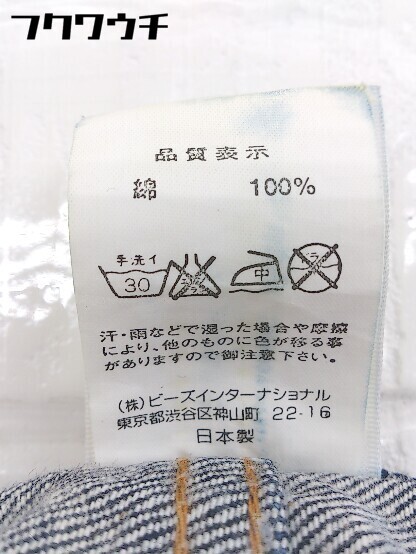 フクワウチ
品質表示
綿 100%
手洗イ
30 中 ドライ
汗・雨などで湿った場合や摩擦
により、他のものに色が移る事
がありますので御注意下さい。
(株)ビーズインターナショナル
東京都渋谷区神山町 22-16
日本製